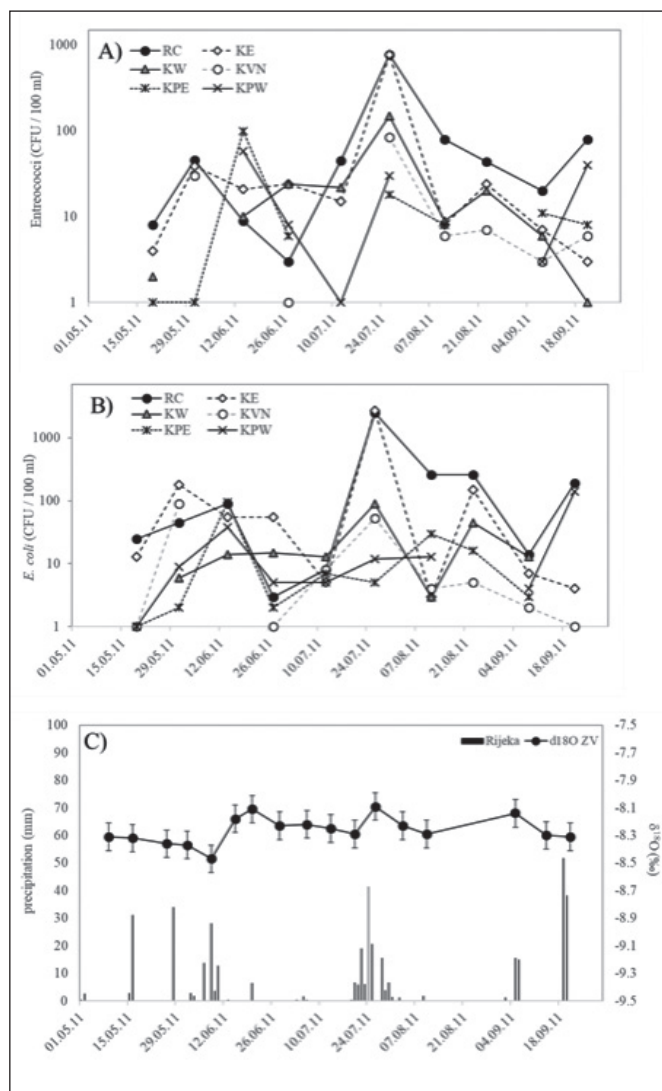 A)
RC KE
KW KVN
KPE KPW
Entreococci (CFU / 100 ml)
1000
100
10
1
01.05.11 15.05.11 29.05.11 12.06.11 26.06.11 10.07.11 24.07.11 07.08.11 21.08.11 04.09.11 18.09.11
B)
RC KE
KW KVN
KPE KPW
E. coli (CFU / 100 ml)
1000
100
10
1
01.05.11 15.05.11 29.05.11 12.06.11 26.06.11 10.07.11 24.07.11 07.08.11 21.08.11 04.09.11 18.09.11
C)
Rijeka d18O ZV
precipitation (mm)
100
90
80
70
60
50
40
30
20
10
0
-7.5
-7.7
-7.9
-8.1
-8.3
-8.5
-8.7
-8.9
-9.1
-9.3
-9.5
δ¹⁸O (‰)
01.05.11 15.05.11 29.05.11 12.06.11 26.06.11 10.07.11 24.07.11 07.08.11 21.08.11 04.09.11 18.09.11